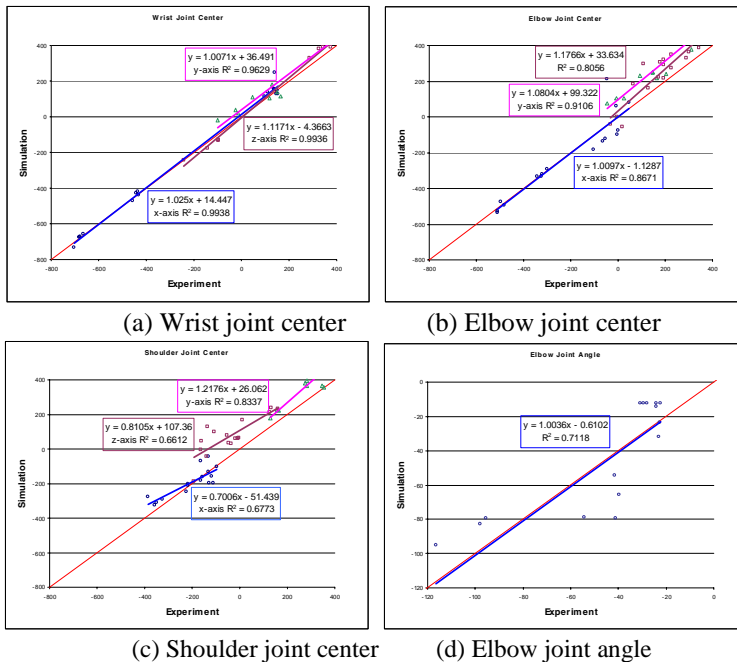 Wrist Joint Center
400
200
0
-200
-400
-600
-800
-800
-600
-400
-200
0
200
400
Simulation
Experiment
y = 1.0071x + 36.491
y-axis R² = 0.9629
y = 1.1171x - 4.3663
z-axis R² = 0.9936
y = 1.025x + 14.447
x-axis R² = 0.9938
(a) Wrist joint center
Elbow Joint Center
400
200
0
-200
-400
-600
-800
-800
-600
-400
-200
0
200
400
Simulation
Experiment
y = 1.1766x + 33.634
R² = 0.8056
y = 1.0804x + 99.322
y-axis R² = 0.9106
y = 1.0097x - 1.1287
x-axis R² = 0.8671
(b) Elbow joint center
Shoulder Joint Center
400
200
0
-200
-400
-600
-800
-800
-600
-400
-200
0
200
400
Simulation
Experiment
y = 1.2176x + 26.062
y-axis R² = 0.8337
y = 0.8105x + 107.36
z-axis R² = 0.6612
y = 0.7006x - 51.439
x-axis R² = 0.6773
(c) Shoulder joint center
Elbow Joint Angle
0
-20
-40
-60
-80
-100
-120
-120
-100
-80
-60
-40
-20
0
Simulation
Experiment
y = 1.0036x - 0.6102
R² = 0.7118
(d) Elbow joint angle